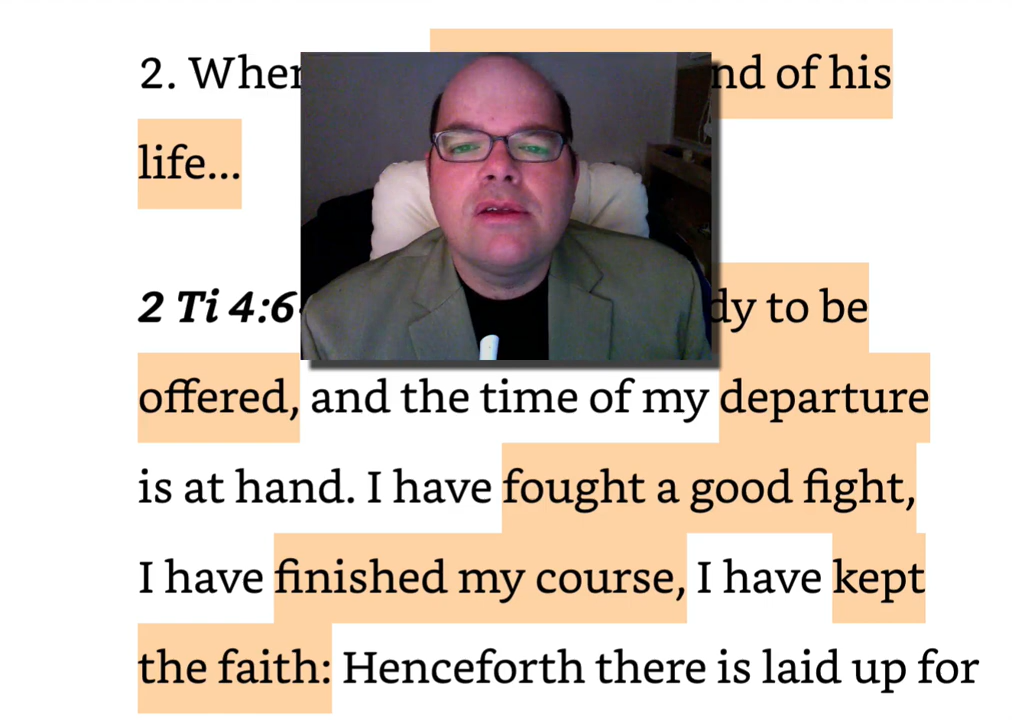 2. When nd of his
life...
2 Ti 4:6 dy to be
offered, and the time of my departure
is at hand. I have fought a good fight,
I have finished my course, I have kept
the faith: Henceforth there is laid up for